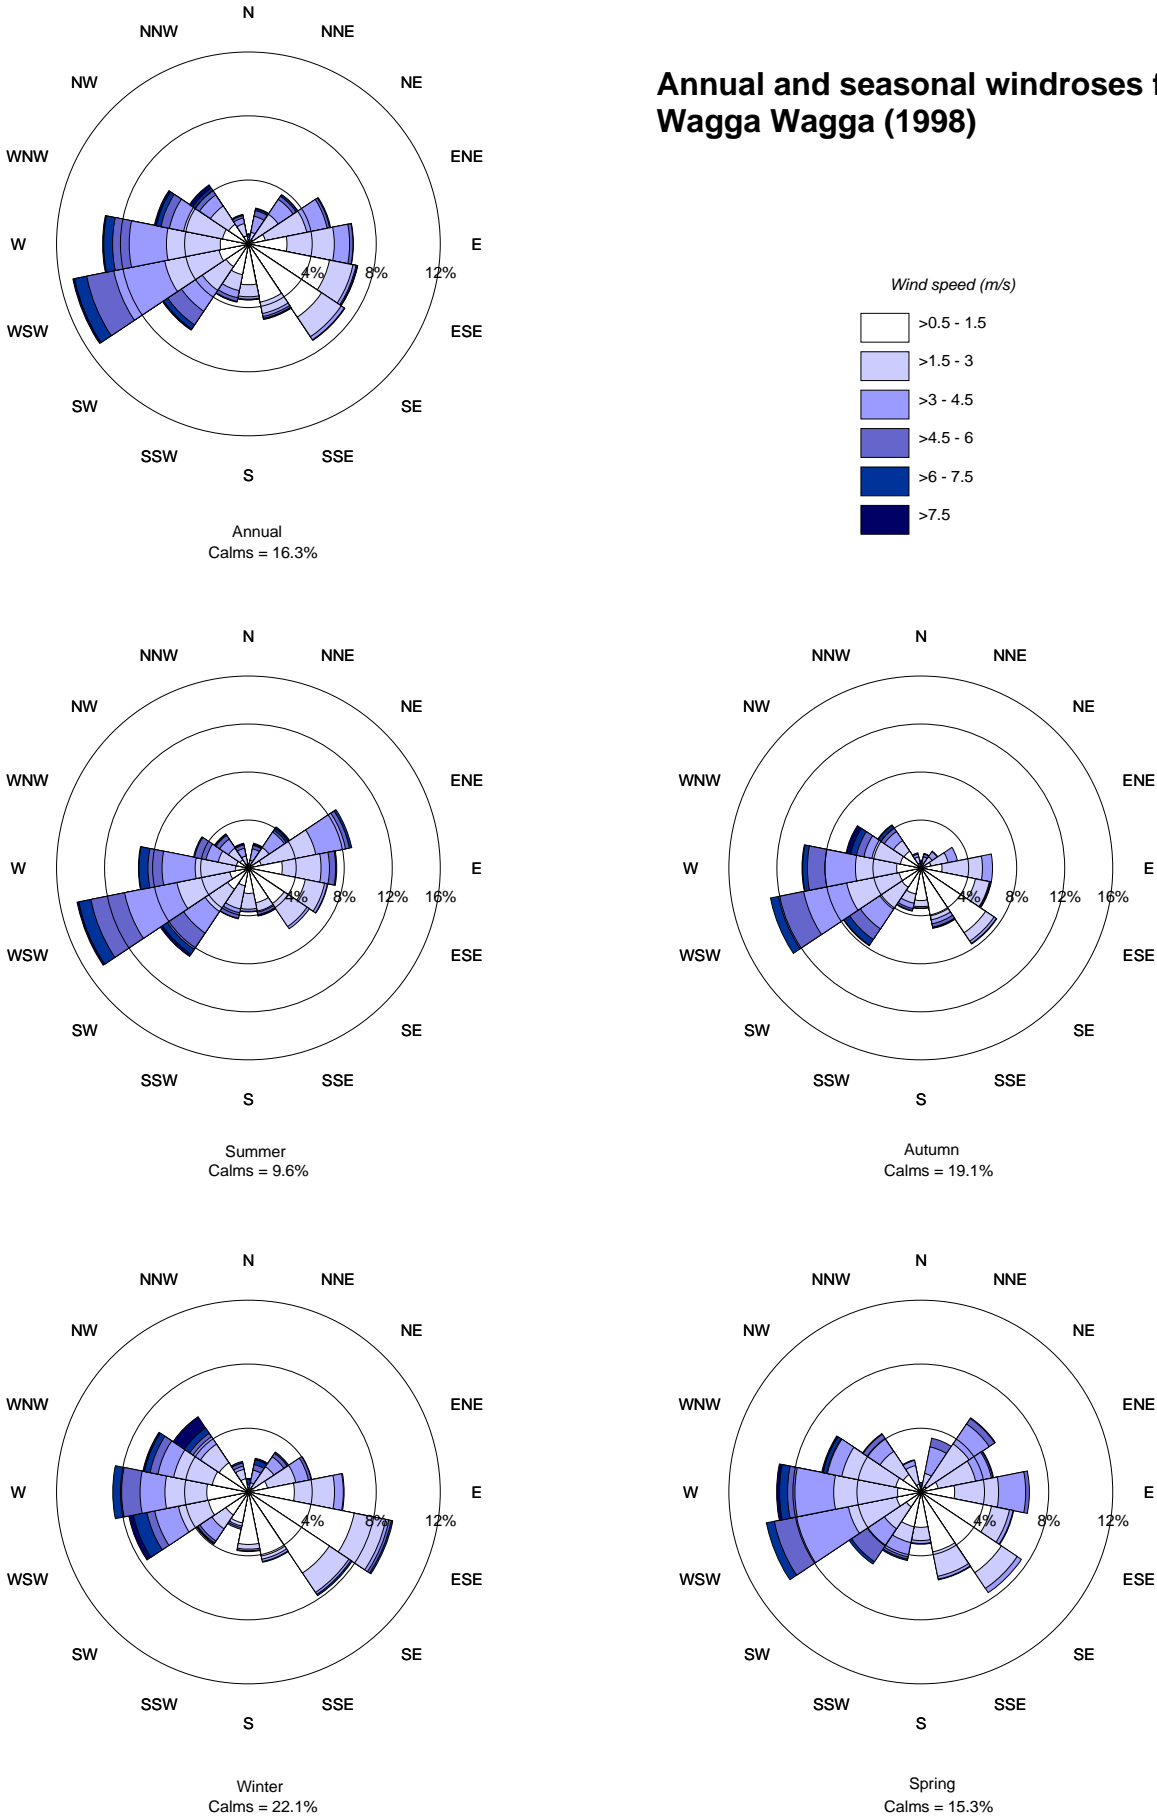 N
NNW
NNE
NW
NE
WNW
ENE
W
E
4%
8%
12%
WSW
ESE
SW
SE
SSW
SSE
S
Annual
Calms = 16.3%
Annual and seasonal windroses
Wagga Wagga (1998)
Wind speed (m/s)
>0.5 - 1.5
>1.5 - 3
>3 - 4.5
>4.5 - 6
>6 - 7.5
>7.5
N
NNW
NNE
NW
NE
WNW
ENE
W
E
4%
8%
12%
16%
WSW
ESE
SW
SE
SSW
SSE
S
Summer
Calms = 9.6%
N
NNW
NNE
NW
NE
WNW
ENE
W
E
4%
8%
12%
16%
WSW
ESE
SW
SE
SSW
SSE
S
Autumn
Calms = 19.1%
N
NNW
NNE
NW
NE
WNW
ENE
W
E
4%
8%
12%
WSW
ESE
SW
SE
SSW
SSE
S
Winter
Calms = 22.1%
N
NNW
NNE
NW
NE
WNW
ENE
W
E
4%
8%
12%
WSW
ESE
SW
SE
SSW
SSE
S
Spring
Calms = 15.3%